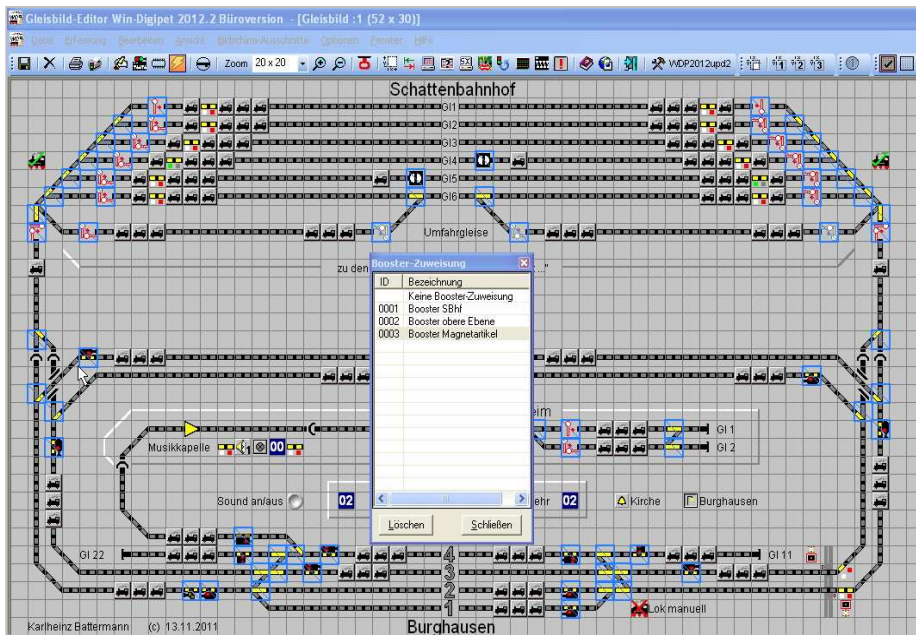 Gleisbild-Editor Win-Digipet 2012.2 Büroversion - [Gleisbild :1 (52 x 30)]
Datei Erfassung Bearbeiten Ansicht Bildschirm-Ausschnitte Optionen Fenster Hilfe
Zoom 20 x 20 WDP2012upd2
Schattenbahnhof
Gl1
Gl2
Gl3
Gl4
Gl5
Gl6
Umfahrgleise
zu den
Booster-Zuweisung
ID Bezeichnung
Keine Booster-Zuweisung
0001 Booster SBhf
0002 Booster obere Ebene
0003 Booster Magnetartikel
Löschen Schließen
eim
Gl 1
Gl 2
Musikkapelle 1 00
Sound an/aus 02
ehr 02 Kirche Burghausen
Gl 22 4 Gl 11
3
2
1 Lok manuell
Karlheinz Battermann (c) 13.11.2011 Burghausen